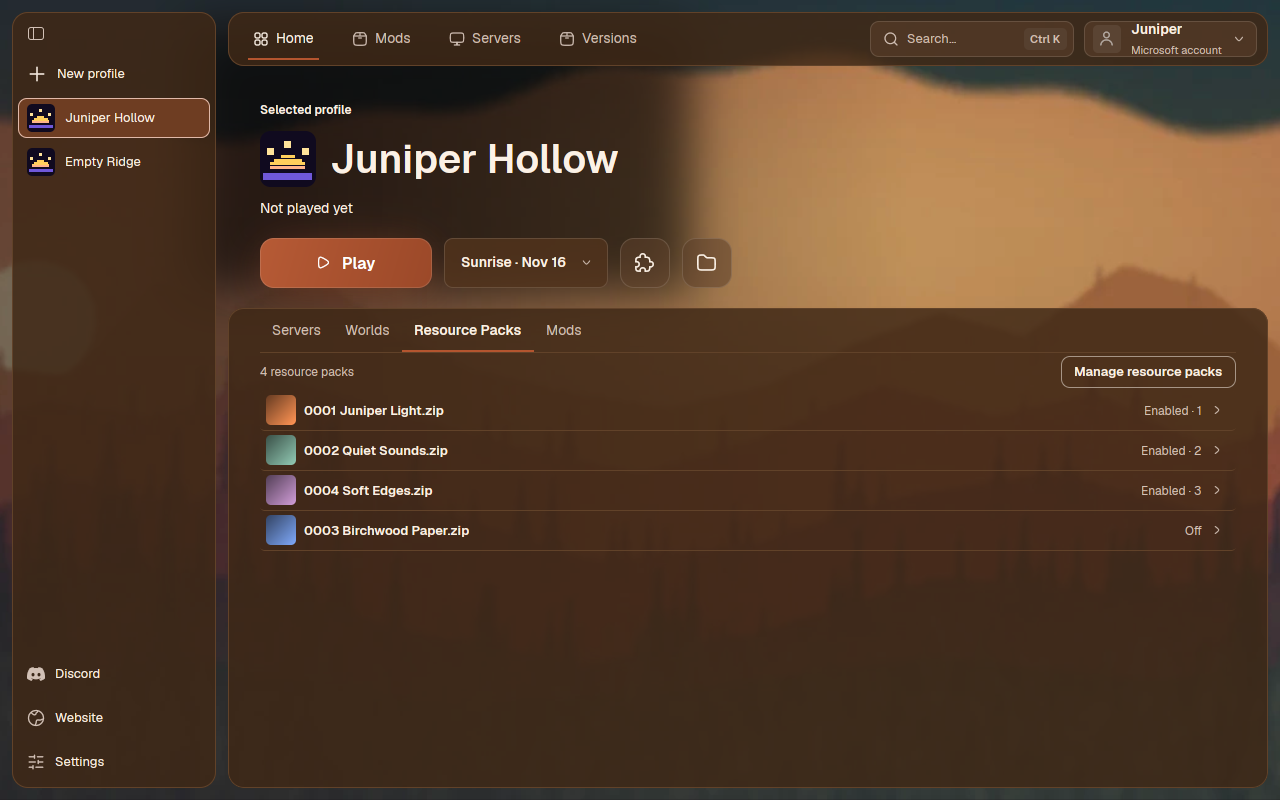 New profile
Juniper Hollow
Empty Ridge
Discord
Website
Settings
Home
Mods
Servers
Versions
Search...
Ctrl K
Juniper
Microsoft account
Selected profile
Juniper Hollow
Not played yet
Play
Sunrise · Nov 16
Servers
Worlds
Resource Packs
Mods
4 resource packs
Manage resource packs
0001 Juniper Light.zip
Enabled · 1
0002 Quiet Sounds.zip
Enabled · 2
0004 Soft Edges.zip
Enabled · 3
0003 Birchwood Paper.zip
Off